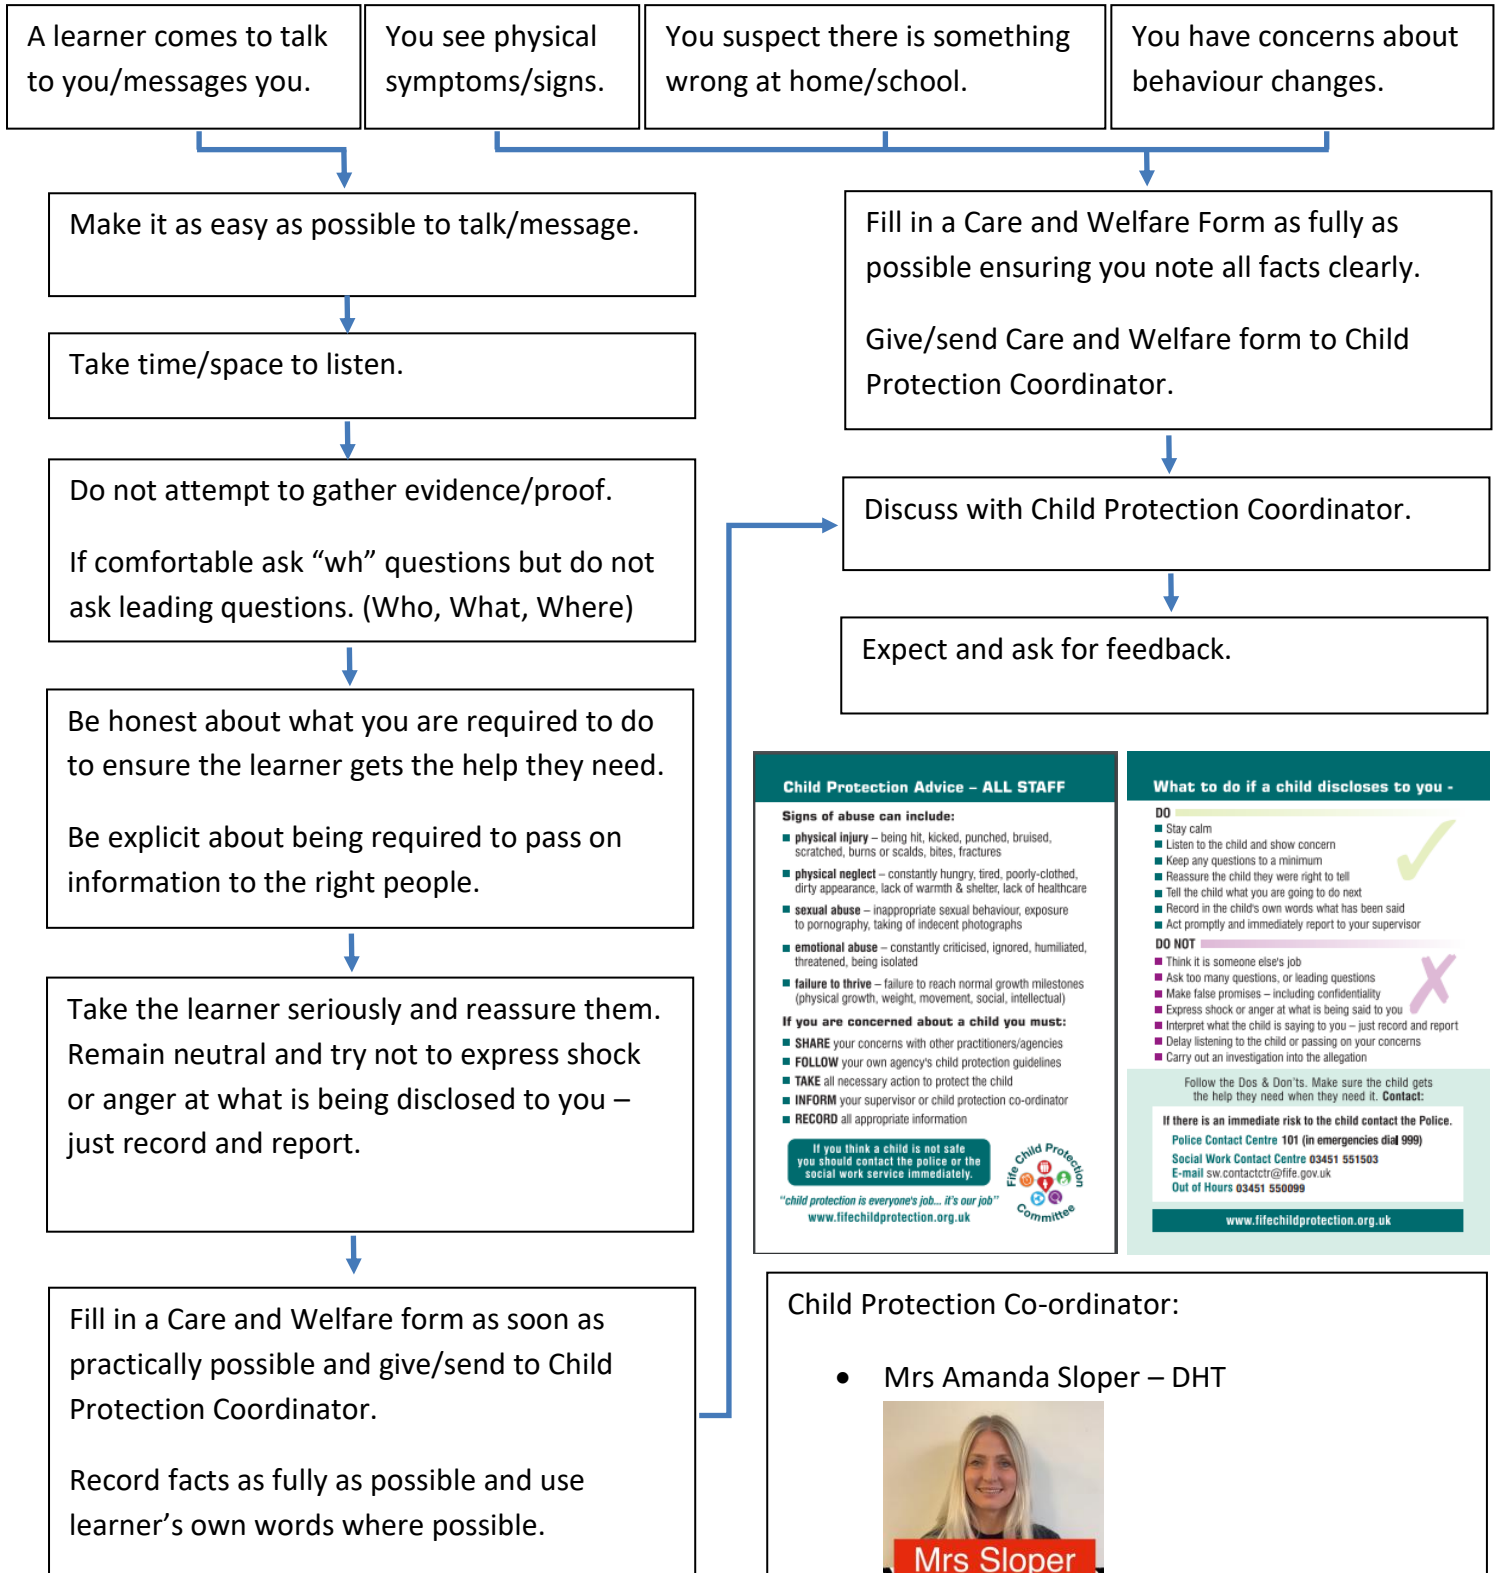 A learner comes to talk
to you/messages you.
You see physical
symptoms/signs.
You suspect there is something
wrong at home/school.
You have concerns about
behaviour changes.
Make it as easy as possible to talk/message.
Take time/space to listen.
Do not attempt to gather evidence/proof.
If comfortable ask “wh” questions but do not
ask leading questions. (Who, What, Where)
Be honest about what you are required to do
to ensure the learner gets the help they need.
Be explicit about being required to pass on
information to the right people.
Take the learner seriously and reassure them.
Remain neutral and try not to express shock
or anger at what is being disclosed to you –
just record and report.
Fill in a Care and Welfare form as soon as
practically possible and give/send to Child
Protection Coordinator.
Record facts as fully as possible and use
learner’s own words where possible.
Fill in a Care and Welfare Form as fully as
possible ensuring you note all facts clearly.
Give/send Care and Welfare form to Child
Protection Coordinator.
Discuss with Child Protection Coordinator.
Expect and ask for feedback.
Child Protection Advice – ALL STAFF
Signs of abuse can include:
physical injury – being hit, kicked, punched, bruised,
scratched, burns or scalds, bites, fractures
physical neglect – constantly hungry, tired, poorly-clothed,
dirty appearance, lack of warmth & shelter, lack of healthcare
sexual abuse – inappropriate sexual behaviour, exposure
to pornography, taking of indecent photographs
emotional abuse – constantly criticised, ignored, humiliated,
threatened, being isolated
failure to thrive – failure to reach normal growth milestones
(physical growth, weight, movement, social, intellectual)
If you are concerned about a child you must:
SHARE your concerns with other practitioners/agencies
FOLLOW your own agency's child protection guidelines
TAKE all necessary action to protect the child
INFORM your supervisor or child protection co-ordinator
RECORD all appropriate information
If you think a child is not safe
you should contact the police or the
social work service immediately.
"child protection is everyone's job... it's our job"
www.fifechildprotection.org.uk
Fife Child Protection
Committee
What to do if a child discloses to you -
DO
Stay calm
Listen to the child and show concern
Keep any questions to a minimum
Reassure the child they were right to tell
Tell the child what you are going to do next
Record in the child's own words what has been said
Act promptly and immediately report to your supervisor
DO NOT
Think it is someone else's job
Ask too many questions, or leading questions
Make false promises – including confidentiality
Express shock or anger at what is being said to you
Interpret what the child is saying to you – just record and report
Delay listening to the child or passing on your concerns
Carry out an investigation into the allegation
Follow the Dos & Don'ts. Make sure the child gets
the help they need when they need it. Contact:
If there is an immediate risk to the child contact the Police.
Police Contact Centre 101 (in emergencies dial 999)
Social Work Contact Centre 03451 551503
E-mail sw.contactctr@fife.gov.uk
Out of Hours 03451 550099
www.fifechildprotection.org.uk
Child Protection Co-ordinator:
• Mrs Amanda Sloper – DHT
Mrs Sloper